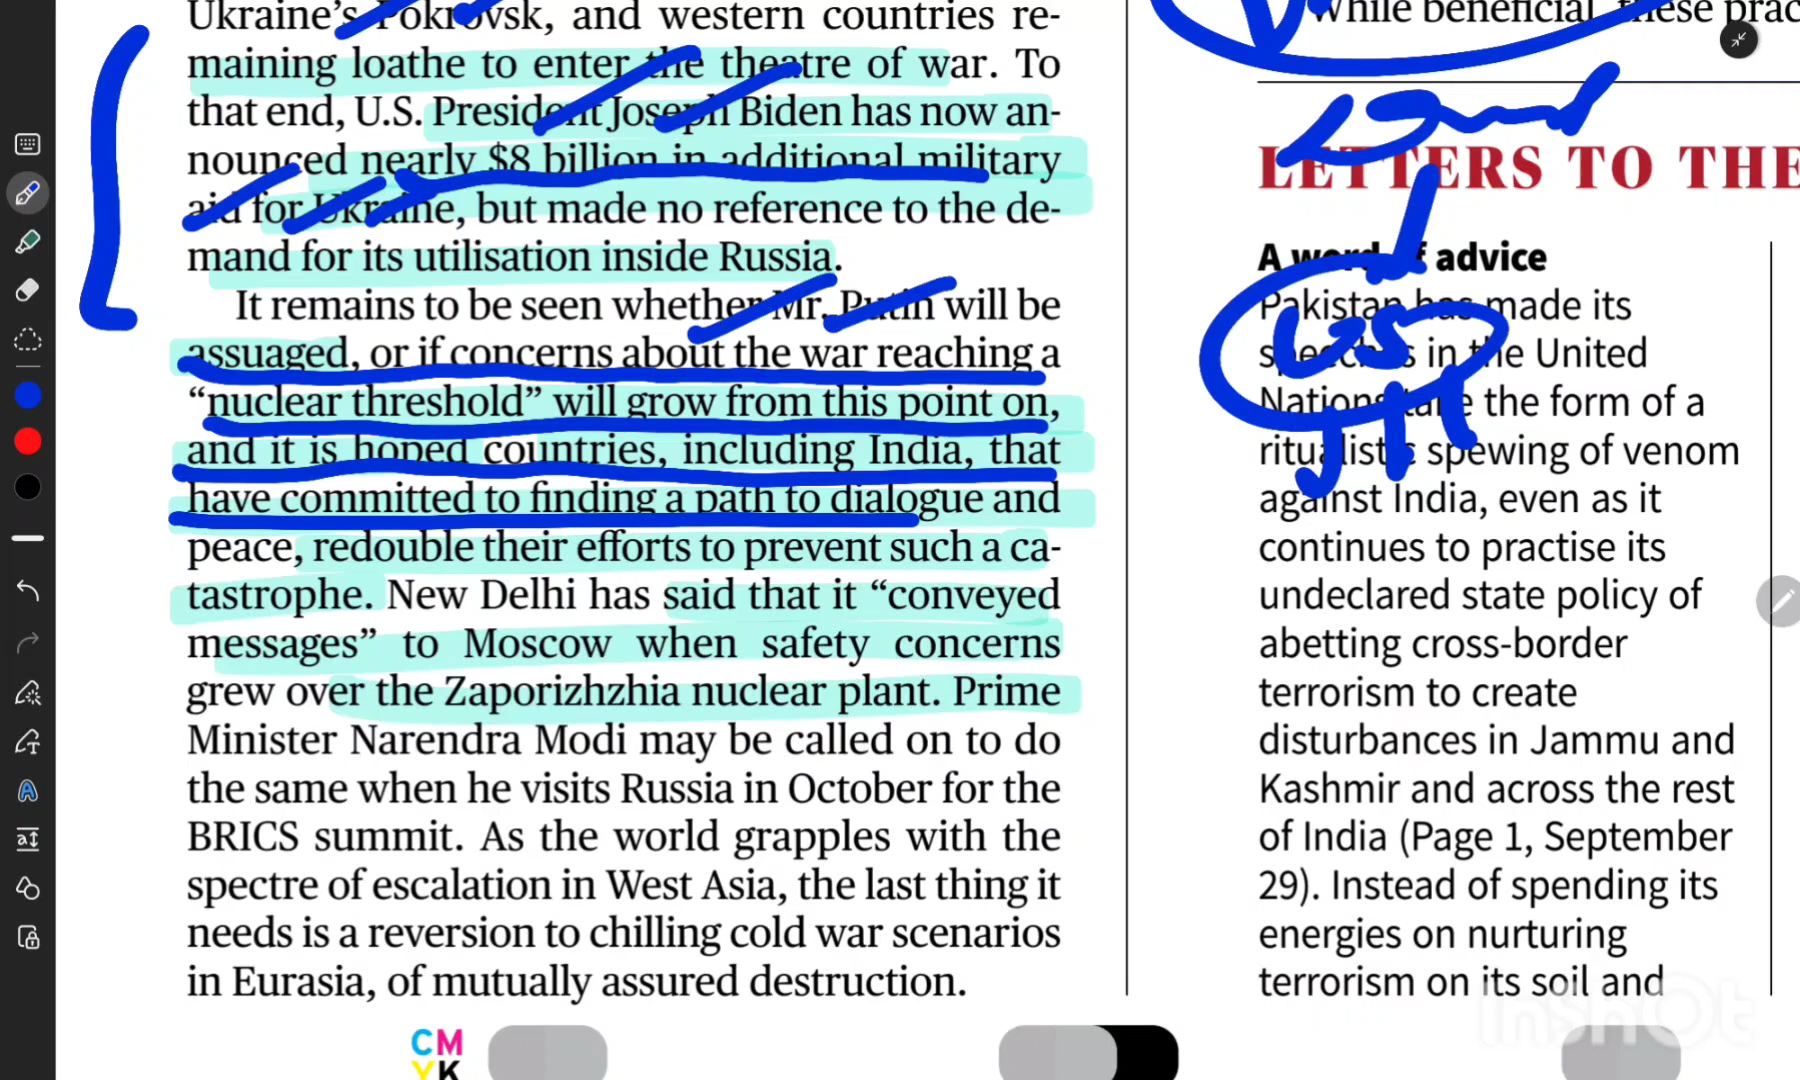 Ukraine's Pokrovsk, and western countries re-
maining loathe to enter the theatre of war. To
that end, U.S. President Joseph Biden has now an-
nounced nearly $8 billion in additional military
aid for Ukraine, but made no reference to the de-
mand for its utilisation inside Russia.
It remains to be seen whether Mr. Putin will be
assuaged, or if concerns about the war reaching a
“nuclear threshold” will grow from this point on,
and it is hoped countries, including India, that
have committed to finding a path to dialogue and
peace, redouble their efforts to prevent such a ca-
tastrophe. New Delhi has said that it “conveyed
messages” to Moscow when safety concerns
grew over the Zaporizhzhia nuclear plant. Prime
Minister Narendra Modi may be called on to do
the same when he visits Russia in October for the
BRICS summit. As the world grapples with the
spectre of escalation in West Asia, the last thing it
needs is a reversion to chilling cold war scenarios
in Eurasia, of mutually assured destruction.
CM
YK
While beneficial, these prac
LETTERS TO THE
A word of advice
Pakistan has made its
speeches in the United
Nations take the form of a
ritualistic spewing of venom
against India, even as it
continues to practise its
undeclared state policy of
abetting cross-border
terrorism to create
disturbances in Jammu and
Kashmir and across the rest
of India (Page 1, September
29). Instead of spending its
energies on nurturing
terrorism on its soil and
US
InShOt